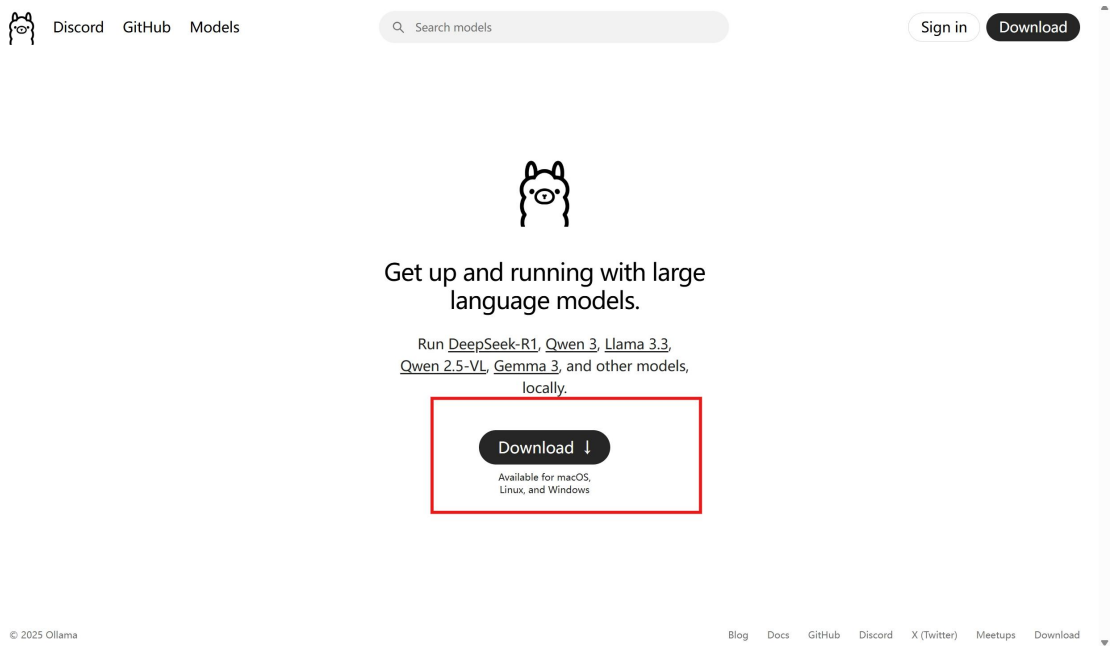 Discord GitHub Models Search models Sign in Download
Get up and running with large
language models.
Run DeepSeek-R1, Qwen 3, Llama 3.3,
Qwen 2.5-VL, Gemma 3, and other models,
locally.
Download ↓
Available for macOS,
Linux, and Windows
© 2025 Ollama Blog Docs GitHub Discord X (Twitter) Meetups Download